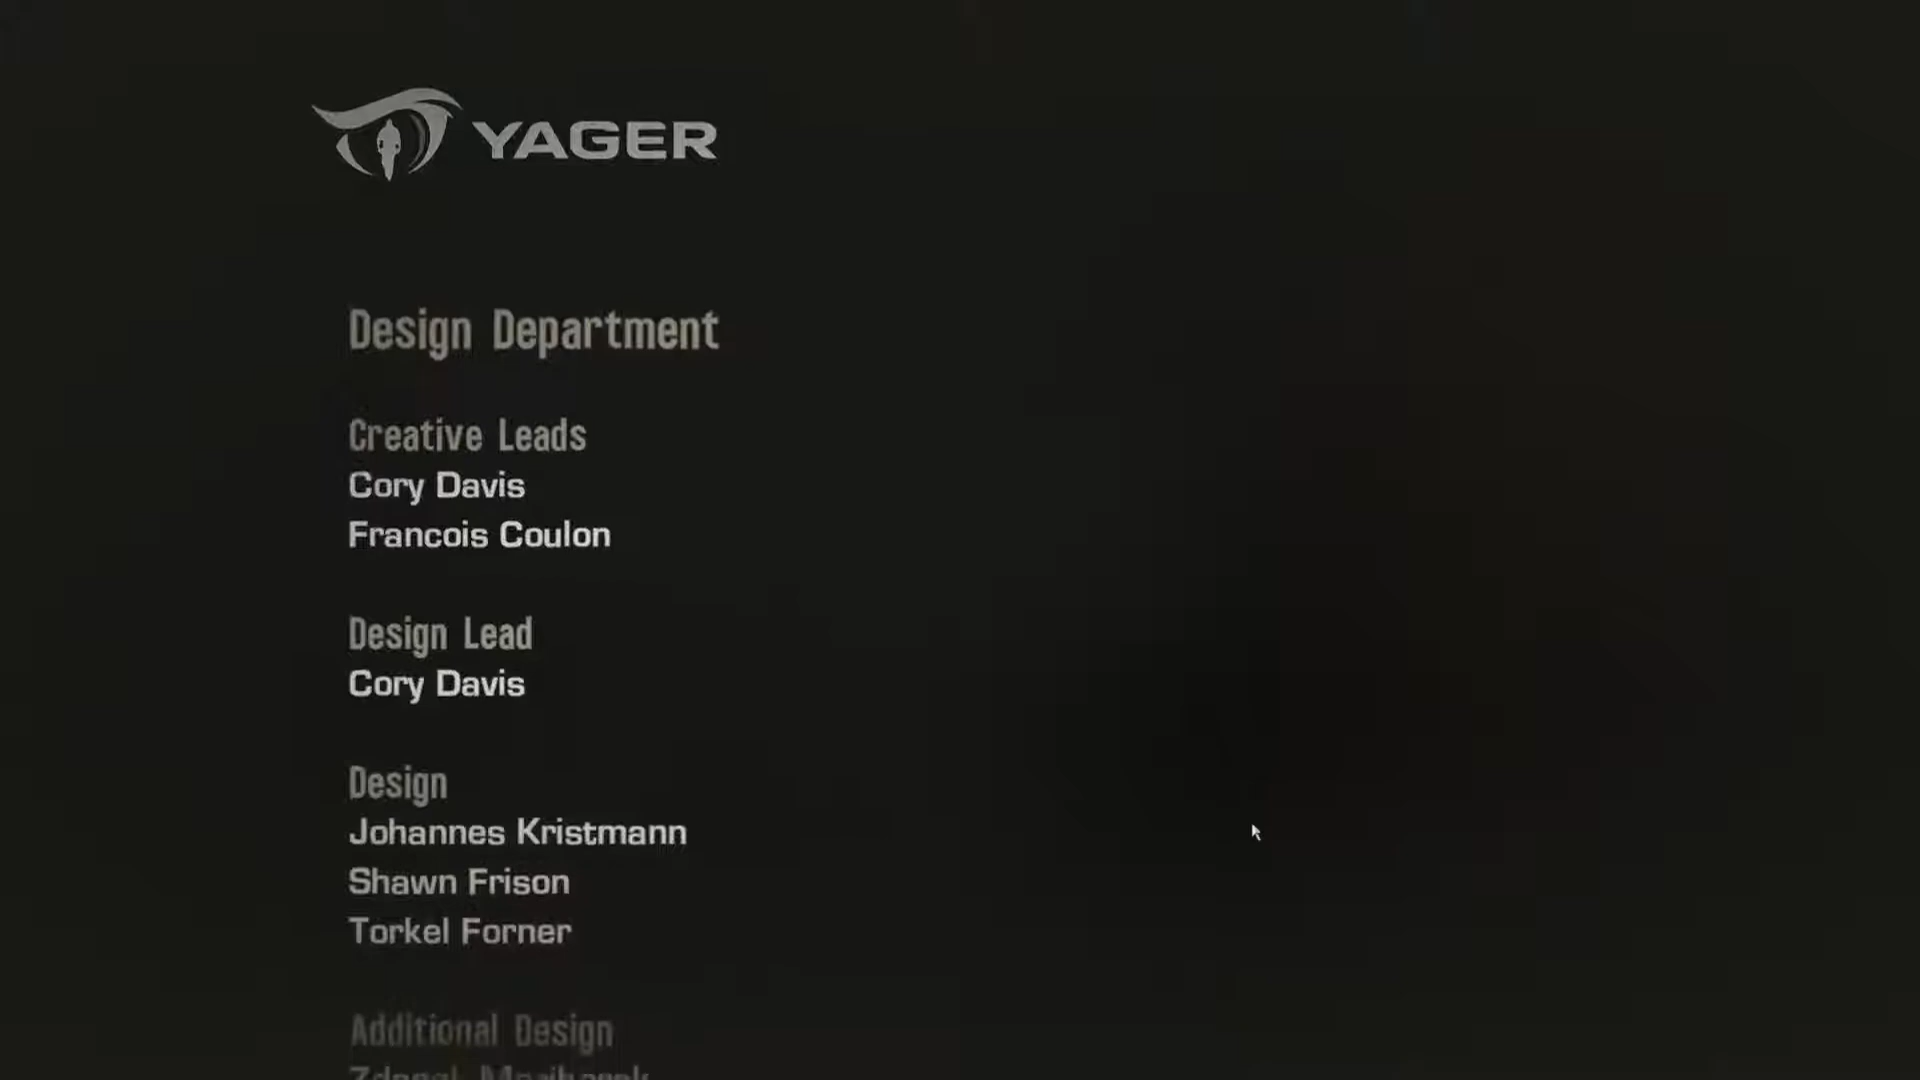 YAGER
Design Department
Creative Leads
Cory Davis
Francois Coulon
Design Lead
Cory Davis
Design
Johannes Kristmann
Shawn Frison
Torkel Forner
Additional Design